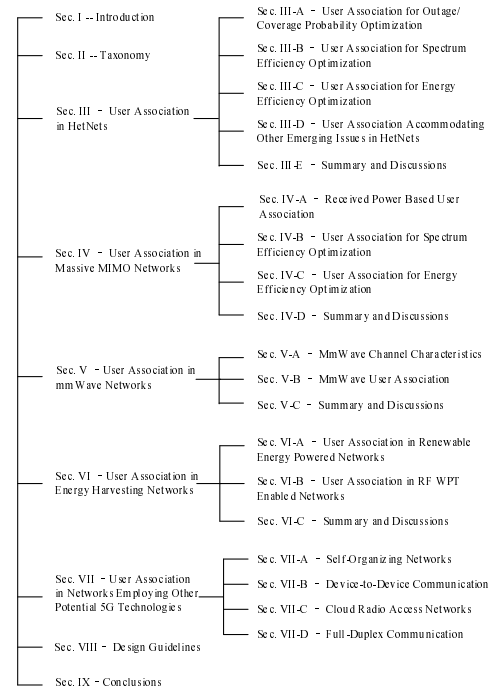 Sec. I -- Introduction
Sec. II -- Taxonomy
Sec. III - User Association
in HetNets
Sec. III-A - User Association for Outage/
Coverage Probability Optimization
Sec. III-B - User Association for Spectrum
Efficiency Optimization
Sec. III-C - User Association for Energy
Efficiency Optimization
Sec. III-D - User Association Accommodating
Other Emerging Issues in HetNets
Sec. III-E - Summary and Discussions
Sec. IV - User Association in
Massive MIMO Networks
Sec. IV-A - Received Power Based User
Association
Sec. IV-B - User Association for Spectrum
Efficiency Optimization
Sec. IV-C - User Association for Energy
Efficiency Optimization
Sec. IV-D - Summary and Discussions
Sec. V - User Association in
mmWave Networks
Sec. V-A - MmWave Channel Characteristics
Sec. V-B - MmWave User Association
Sec. V-C - Summary and Discussions
Sec. VI - User Association in
Energy Harvesting Networks
Sec. VI-A - User Association in Renewable
Energy Powered Networks
Sec. VI-B - User Association in RF WPT
Enabled Networks
Sec. VI-C - Summary and Discussions
Sec. VII - User Association
in Networks Employing Other
Potential 5G Technologies
Sec. VII-A - Self-Organizing Networks
Sec. VII-B - Device-to-Device Communication
Sec. VII-C - Cloud Radio Access Networks
Sec. VII-D - Full-Duplex Communication
Sec. VIII - Design Guidelines
Sec. IX - Conclusions